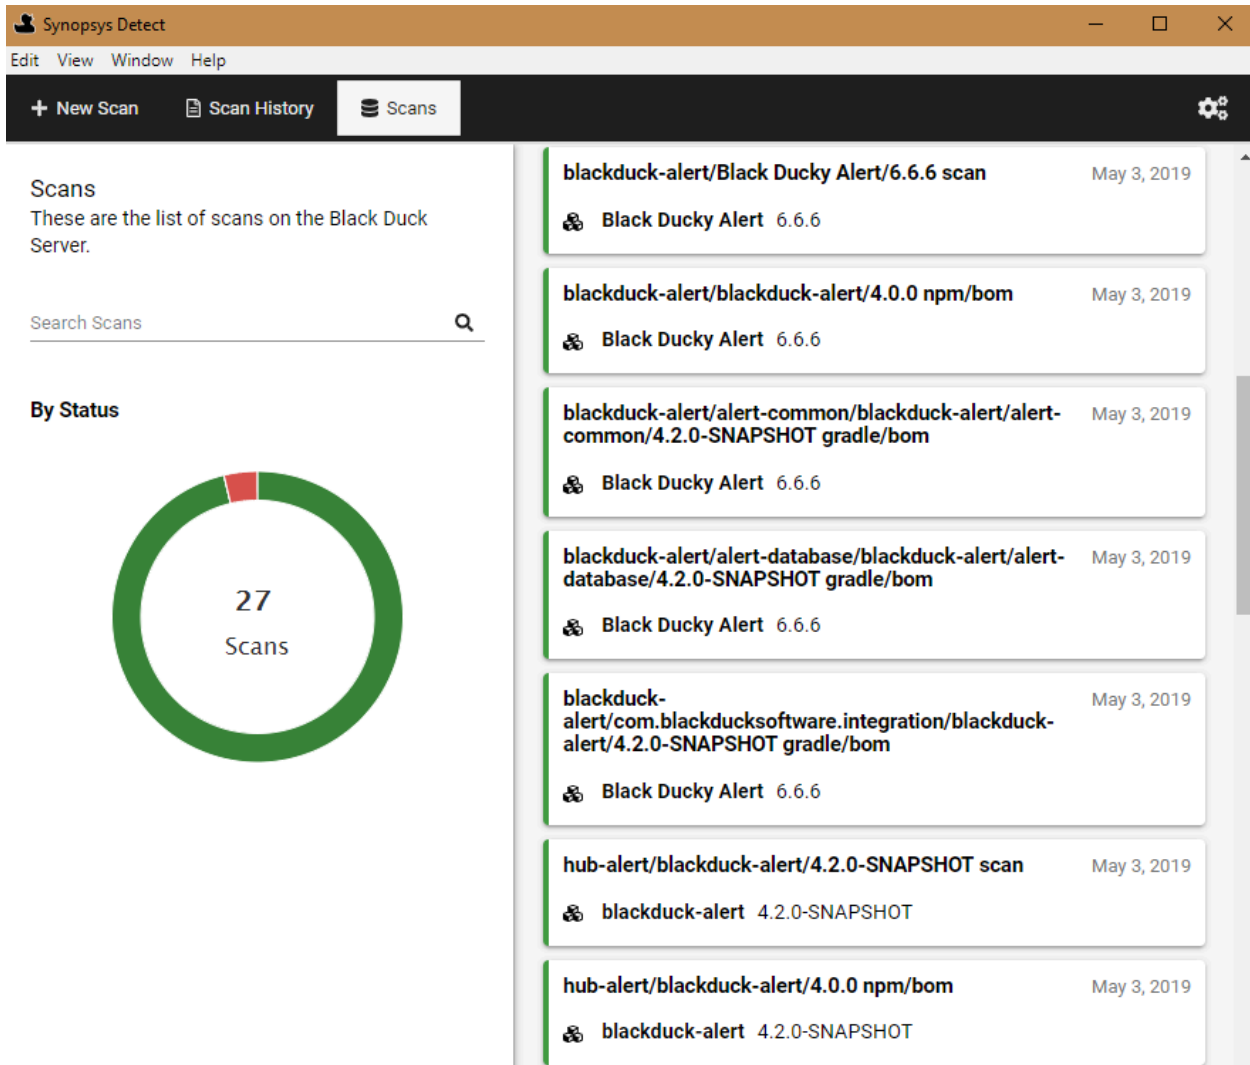 Synopsys Detect
Edit View Window Help
New Scan Scan History Scans
Scans
These are the list of scans on the Black Duck
Server.
Search Scans
By Status
27
Scans
blackduck-alert/Black Ducky Alert/6.6.6 scan May 3, 2019
Black Ducky Alert 6.6.6
blackduck-alert/blackduck-alert/4.0.0 npm/bom May 3, 2019
Black Ducky Alert 6.6.6
blackduck-alert/alert-common/blackduck-alert/alert- May 3, 2019
common/4.2.0-SNAPSHOT gradle/bom
Black Ducky Alert 6.6.6
blackduck-alert/alert-database/blackduck-alert/alert- May 3, 2019
database/4.2.0-SNAPSHOT gradle/bom
Black Ducky Alert 6.6.6
blackduck- May 3, 2019
alert/com.blackducksoftware.integration/blackduck-
alert/4.2.0-SNAPSHOT gradle/bom
Black Ducky Alert 6.6.6
hub-alert/blackduck-alert/4.2.0-SNAPSHOT scan May 3, 2019
blackduck-alert 4.2.0-SNAPSHOT
hub-alert/blackduck-alert/4.0.0 npm/bom May 3, 2019
blackduck-alert 4.2.0-SNAPSHOT